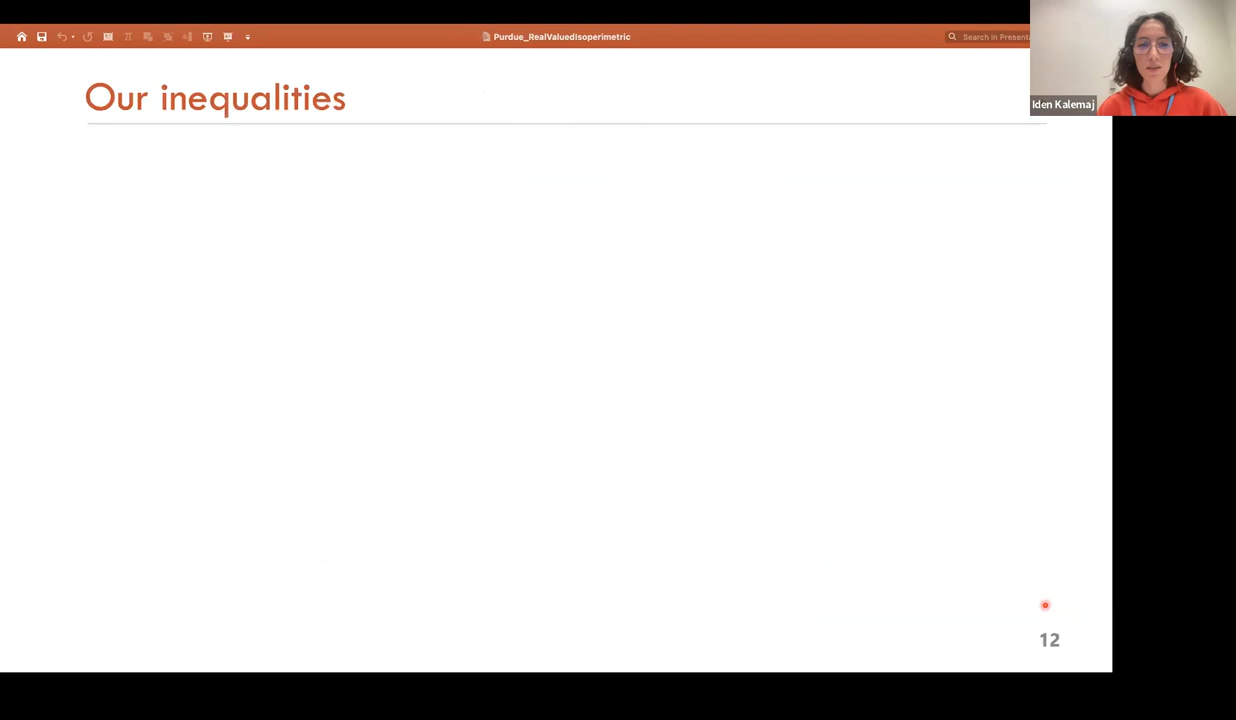 Purdue_RealValuedIsoperimetric
Search in Presenta
Iden Kalemaj
Our inequalities
12